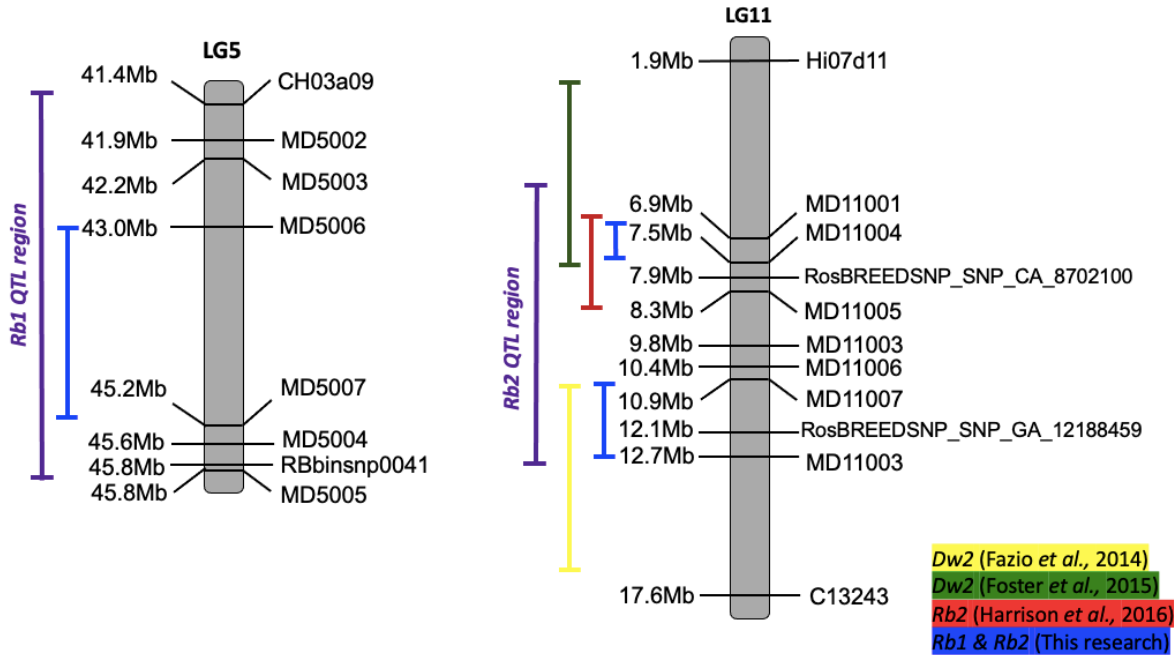 LG5
41.4Mb CH03a09
41.9Mb MD5002
42.2Mb MD5003
43.0Mb MD5006
45.2Mb MD5007
45.6Mb MD5004
45.8Mb RBbinsnp0041
45.8Mb MD5005
Rb1 QTL region
LG11
1.9Mb Hi07d11
6.9Mb MD11001
7.5Mb MD11004
7.9Mb RosBREEDSNP_SNP_CA_8702100
8.3Mb MD11005
9.8Mb MD11003
10.4Mb MD11006
10.9Mb MD11007
12.1Mb RosBREEDSNP_SNP_GA_12188459
12.7Mb MD11003
17.6Mb C13243
Rb2 QTL region
Dw2 (Fazio et al., 2014)
Dw2 (Foster et al., 2015)
Rb2 (Harrison et al., 2016)
Rb1 & Rb2 (This research)